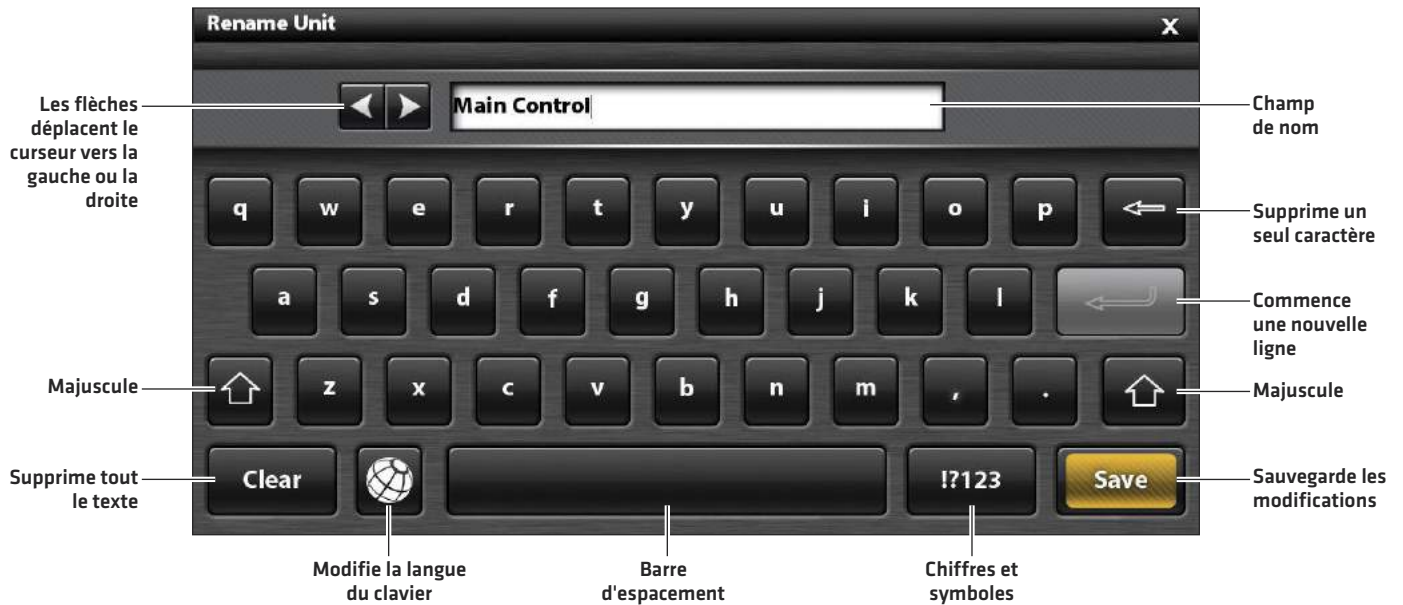 Rename Unit X
Les flèches
déplacent le
curseur vers la
gauche ou la
droite
Main Control
Champ
de nom
q w e r t y u i o p
Supprime un
seul caractère
a s d f g h j k l
Commence
une nouvelle
ligne
Majuscule
z x c v b n m , .
Majuscule
Supprime tout
le texte
Clear !?123 Save
Sauvegarde les
modifications
Modifie la langue
du clavier
Barre
d'espacement
Chiffres et
symboles